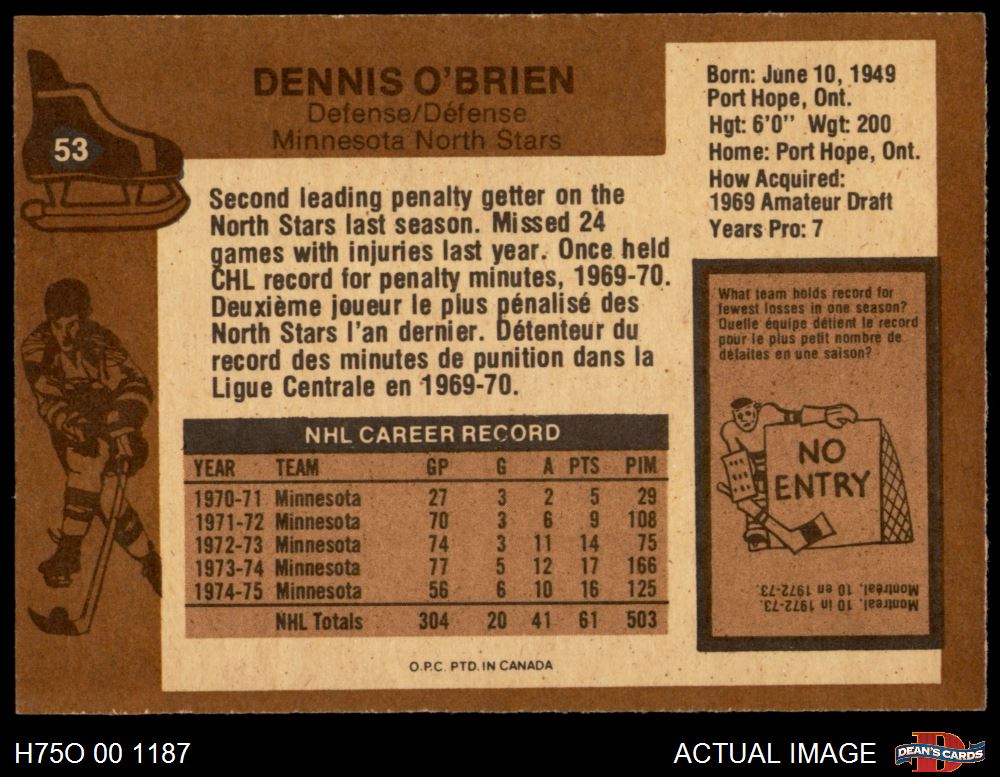 53
DENNIS O'BRIEN
Defense/Défense
Minnesota North Stars
Born: June 10, 1949
Port Hope, Ont.
Hgt: 6'0'' Wgt: 200
Home: Port Hope, Ont.
How Acquired:
1969 Amateur Draft
Years Pro: 7
Second leading penalty getter on the
North Stars last season. Missed 24
games with injuries last year. Once held
CHL record for penalty minutes, 1969-70.
Deuxième joueur le plus pénalisé des
North Stars l'an dernier. Détenteur du
record des minutes de punition dans la
Ligue Centrale en 1969-70.
NHL CAREER RECORD
YEAR TEAM GP G A PTS PIM
1970-71 Minnesota 27 3 2 5 29
1971-72 Minnesota 70 3 6 9 108
1972-73 Minnesota 74 3 11 14 75
1973-74 Minnesota 77 5 12 17 166
1974-75 Minnesota 56 6 10 16 125
NHL Totals 304 20 41 61 503
O.P.C. PTD. IN CANADA
What team holds record for
fewest losses in one season?
Quelle équipe détient le record
pour le plus petit nombre de
défaites en une saison?
NO
ENTRY
Montreal, 10 in 1972-73.
Montréal, 10 en 1972-73.
H75O 00 1187
ACTUAL IMAGE
DEAN'S CARDS